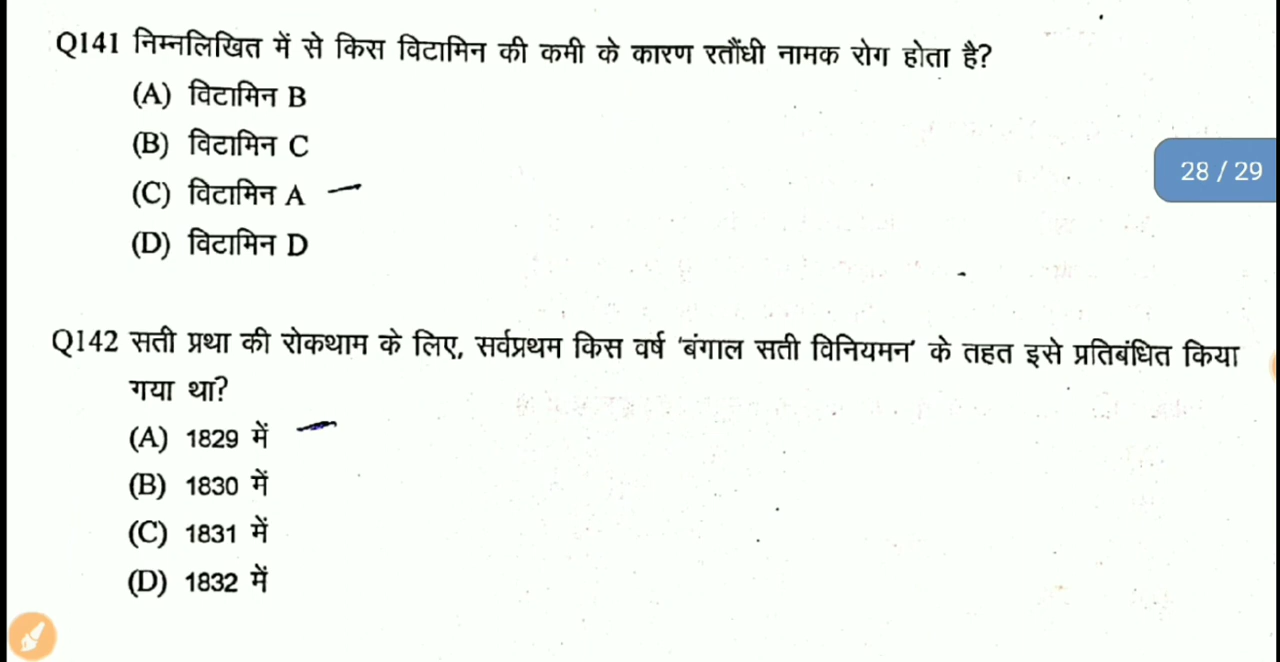 Q141 निम्नलिखित में से किस विटामिन की कमी के कारण रतौंधी नामक रोग होता है?
(A) विटामिन B
(B) विटामिन C
(C) विटामिन A
(D) विटामिन D
28 / 29
Q142 सती प्रथा की रोकथाम के लिए, सर्वप्रथम किस वर्ष 'बंगाल सती विनियमन' के तहत इसे प्रतिबंधित किया
गया था?
(A) 1829 में
(B) 1830 में
(C) 1831 में
(D) 1832 में